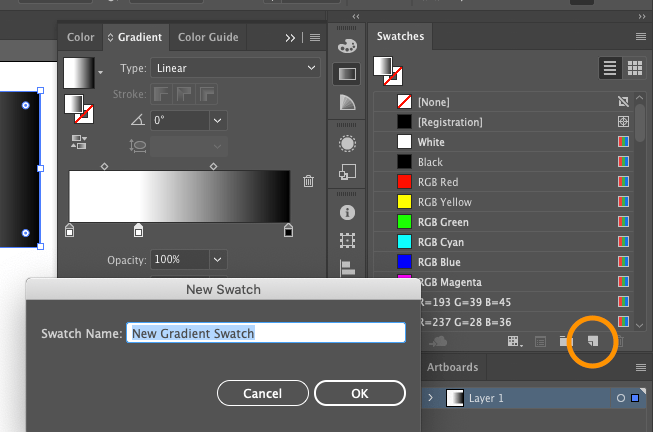 Color
Gradient
Color Guide
Type: Linear
Stroke:
0°
Opacity: 100%
Swatches
[None]
[Registration]
White
Black
RGB Red
RGB Yellow
RGB Green
RGB Cyan
RGB Blue
RGB Magenta
R=193 G=39 B=45
R=237 G=28 B=36
New Swatch
Swatch Name: New Gradient Swatch
Cancel
OK
Artboards
Layer 1